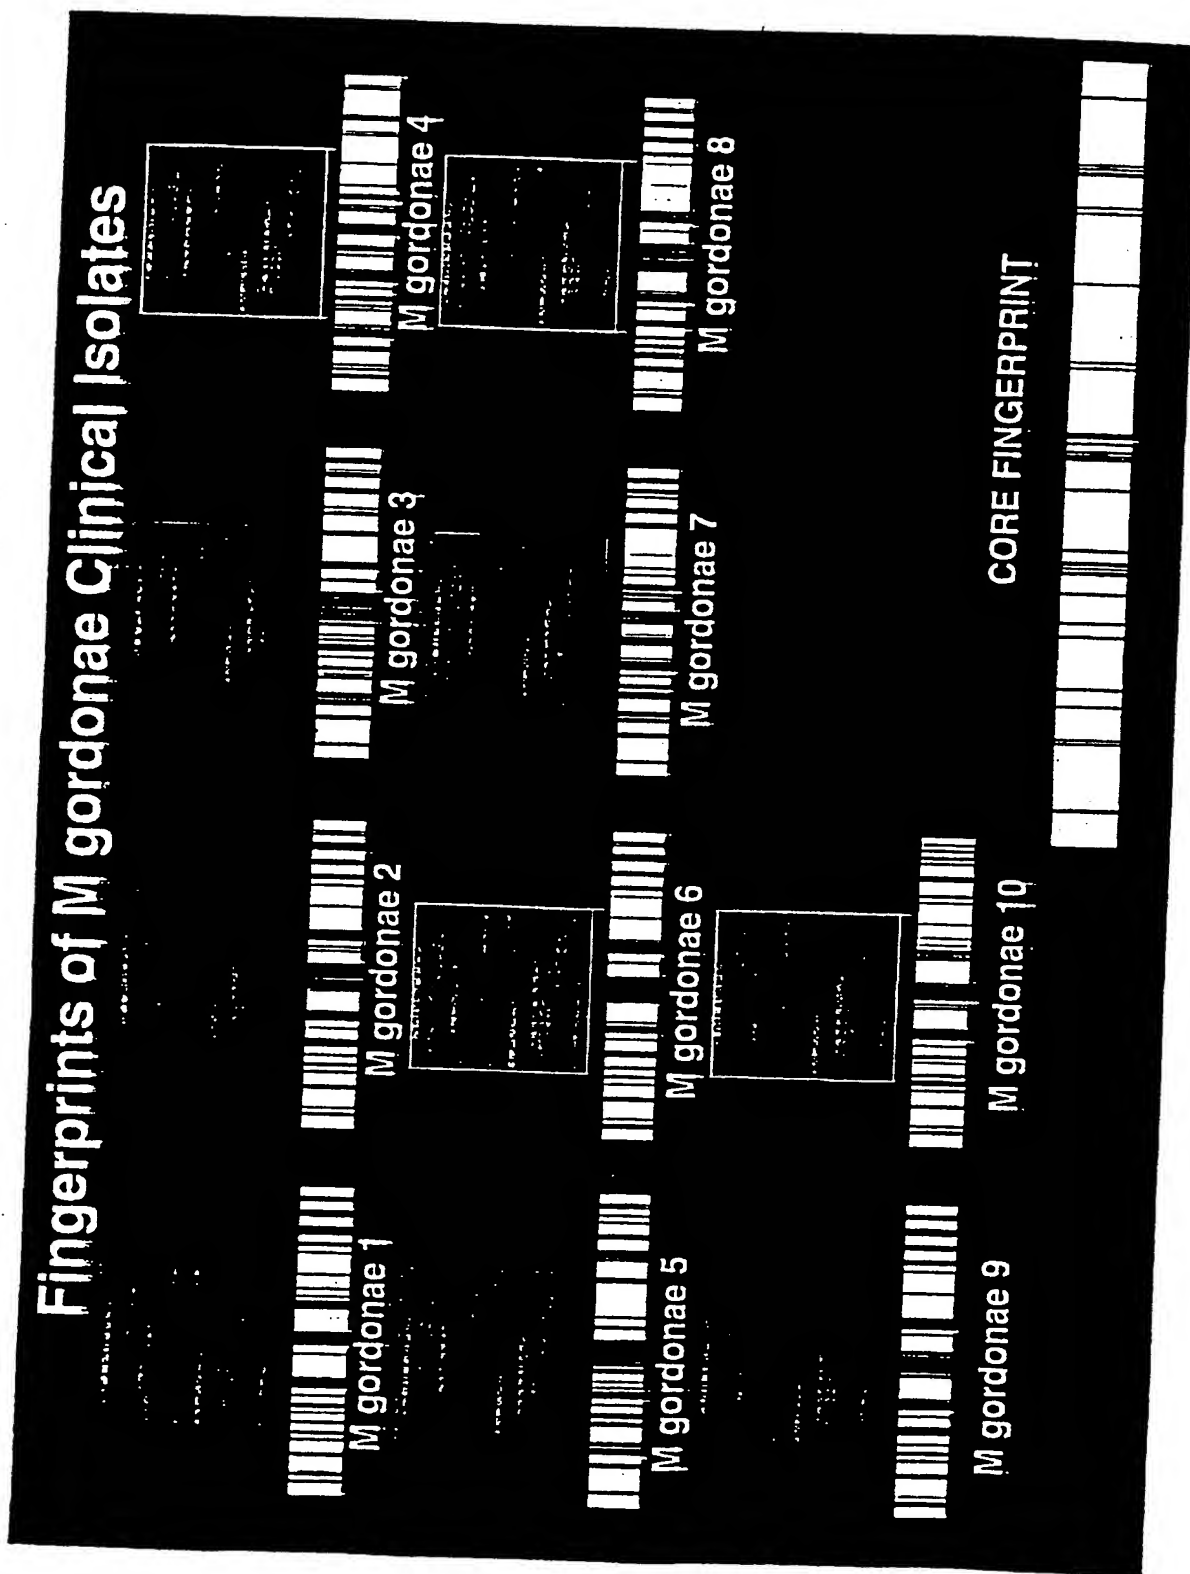 Fingerprints of M gordonae Clinical Isolates
M gordonae 1
M gordonae 2
M gordonae 3
M gordonae 4
M gordonae 5
M gordonae 6
M gordonae 7
M gordonae 8
M gordonae 9
M gordonae 10
CORE FINGERPRINT